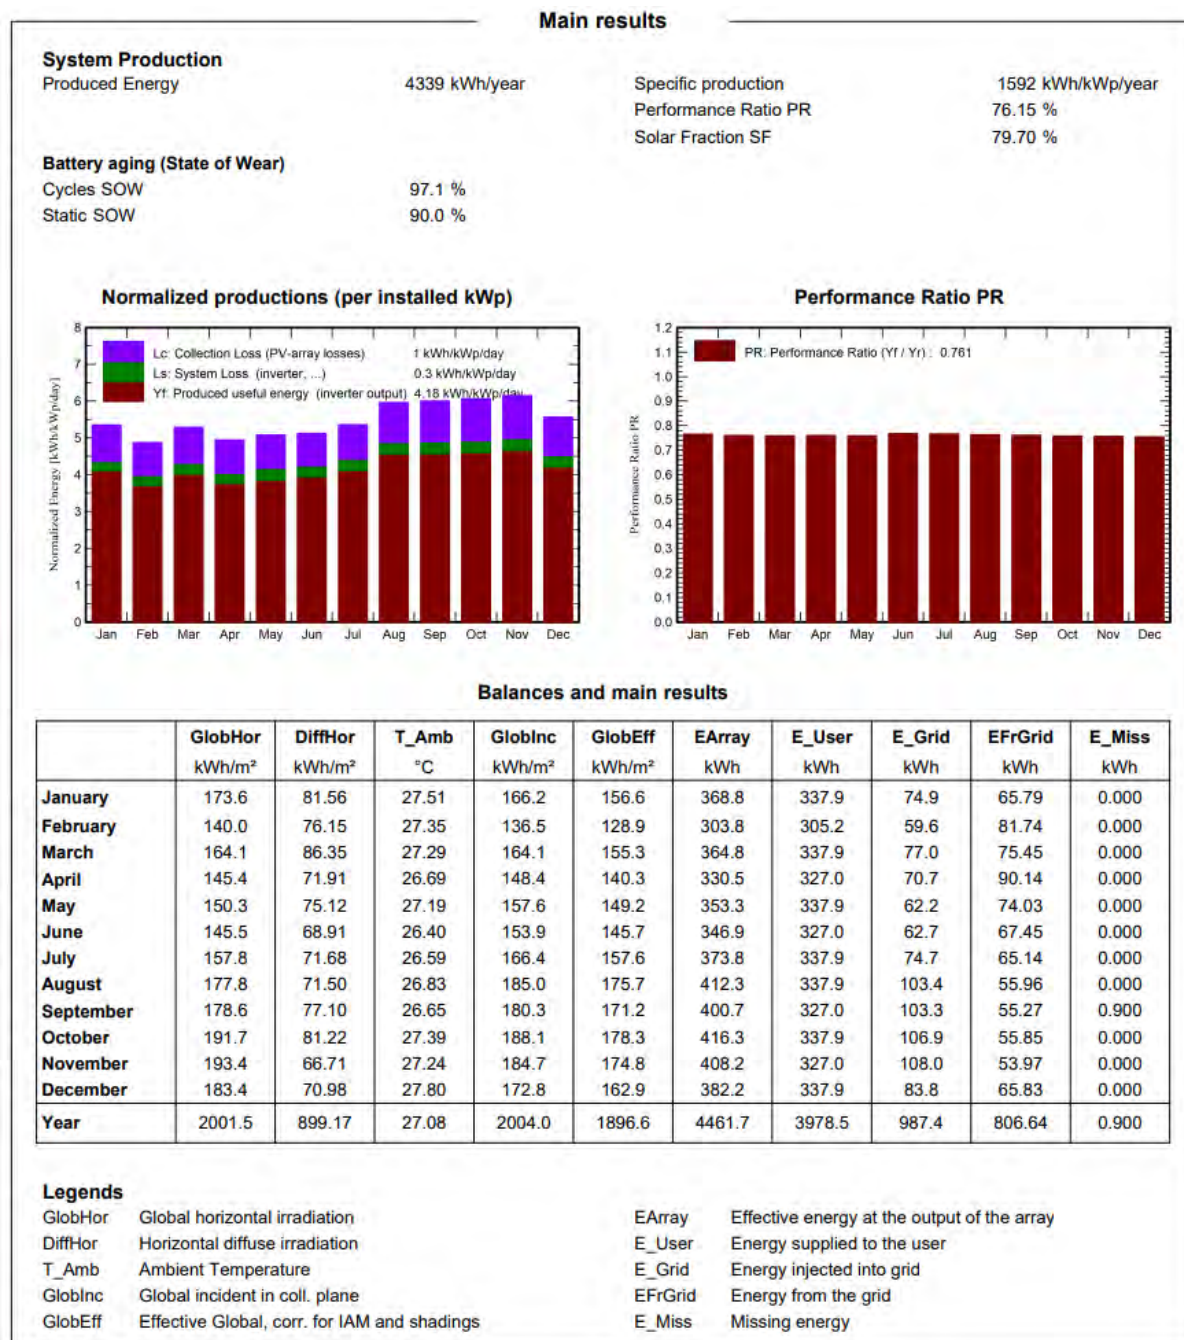 Main results
System Production
Produced Energy 4339 kWh/year Specific production 1592 kWh/kWp/year
Performance Ratio PR 76.15 %
Solar Fraction SF 79.70 %
Battery aging (State of Wear)
Cycles SOW 97.1 %
Static SOW 90.0 %
Normalized productions (per installed kWp)
8
7
6
5
4
3
2
1
0
Normalized Energy [kWh/kWp/day]
Lc: Collection Loss (PV-array losses) 1 kWh/kWp/day
Ls: System Loss (inverter, ...) 0.3 kWh/kWp/day
Yf: Produced useful energy (inverter output) 4.18 kWh/kWp/day
Jan Feb Mar Apr May Jun Jul Aug Sep Oct Nov Dec
Performance Ratio PR
1.2
1.1
1.0
0.9
0.8
0.7
0.6
0.5
0.4
0.3
0.2
0.1
0.0
Performance Ratio PR
PR: Performance Ratio (Yf / Yr) : 0.761
Jan Feb Mar Apr May Jun Jul Aug Sep Oct Nov Dec
Balances and main results
GlobHor DiffHor T_Amb GlobInc GlobEff EArray E_User E_Grid EFrGrid E_Miss
kWh/m² kWh/m² °C kWh/m² kWh/m² kWh kWh kWh kWh kWh
January 173.6 81.56 27.51 166.2 156.6 368.8 337.9 74.9 65.79 0.000
February 140.0 76.15 27.35 136.5 128.9 303.8 305.2 59.6 81.74 0.000
March 164.1 86.35 27.29 164.1 155.3 364.8 337.9 77.0 75.45 0.000
April 145.4 71.91 26.69 148.4 140.3 330.5 327.0 70.7 90.14 0.000
May 150.3 75.12 27.19 157.6 149.2 353.3 337.9 62.2 74.03 0.000
June 145.5 68.91 26.40 153.9 145.7 346.9 327.0 62.7 67.45 0.000
July 157.8 71.68 26.59 166.4 157.6 373.8 337.9 74.7 65.14 0.000
August 177.8 71.50 26.83 185.0 175.7 412.3 337.9 103.4 55.96 0.000
September 178.6 77.10 26.65 180.3 171.2 400.7 327.0 103.3 55.27 0.900
October 191.7 81.22 27.39 188.1 178.3 416.3 337.9 106.9 55.85 0.000
November 193.4 66.71 27.24 184.7 174.8 408.2 327.0 108.0 53.97 0.000
December 183.4 70.98 27.80 172.8 162.9 382.2 337.9 83.8 65.83 0.000
Year 2001.5 899.17 27.08 2004.0 1896.6 4461.7 3978.5 987.4 806.64 0.900
Legends
GlobHor Global horizontal irradiation EArray Effective energy at the output of the array
DiffHor Horizontal diffuse irradiation E_User Energy supplied to the user
T_Amb Ambient Temperature E_Grid Energy injected into grid
GlobInc Global incident in coll. plane EFrGrid Energy from the grid
GlobEff Effective Global, corr. for IAM and shadings E_Miss Missing energy